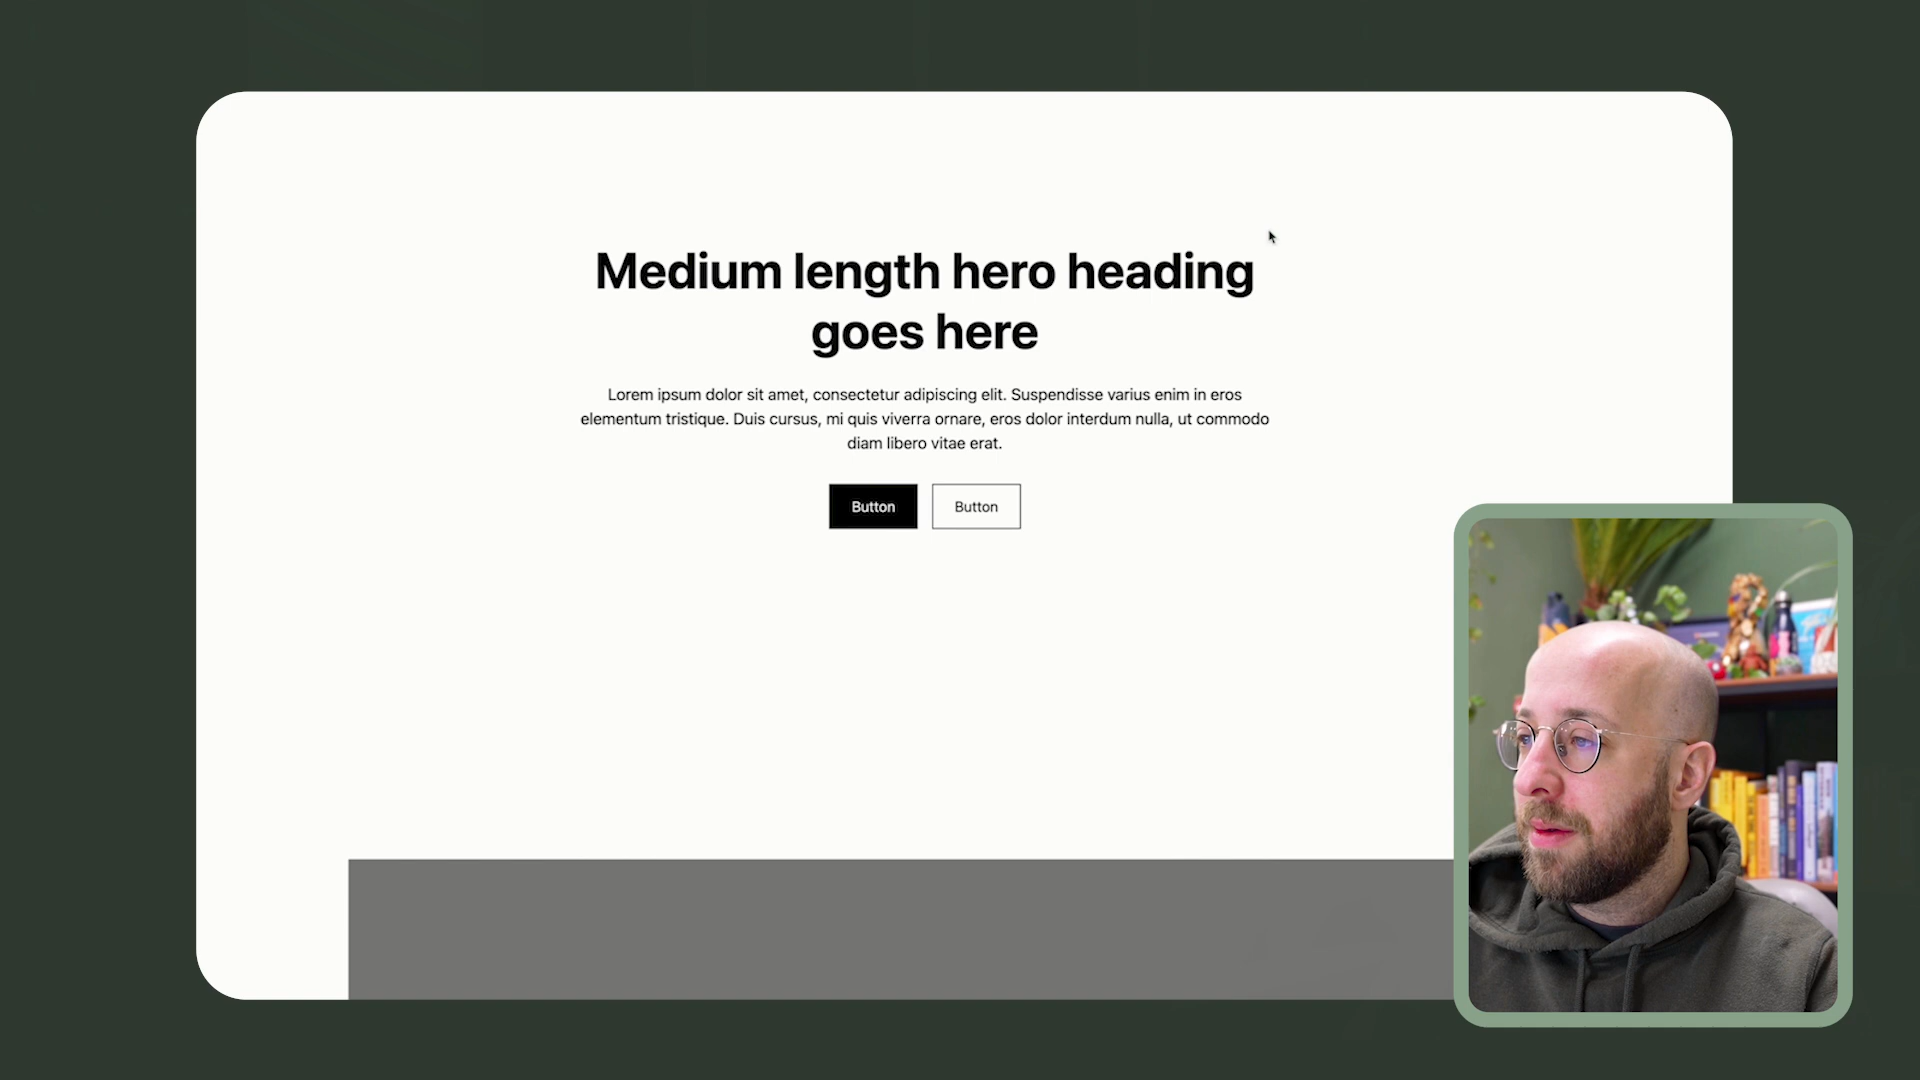 Medium length hero heading
goes here
Lorem ipsum dolor sit amet, consectetur adipiscing elit. Suspendisse varius enim in eros
elementum tristique. Duis cursus, mi quis viverra ornare, eros dolor interdum nulla, ut commodo
diam libero vitae erat.
Button
Button